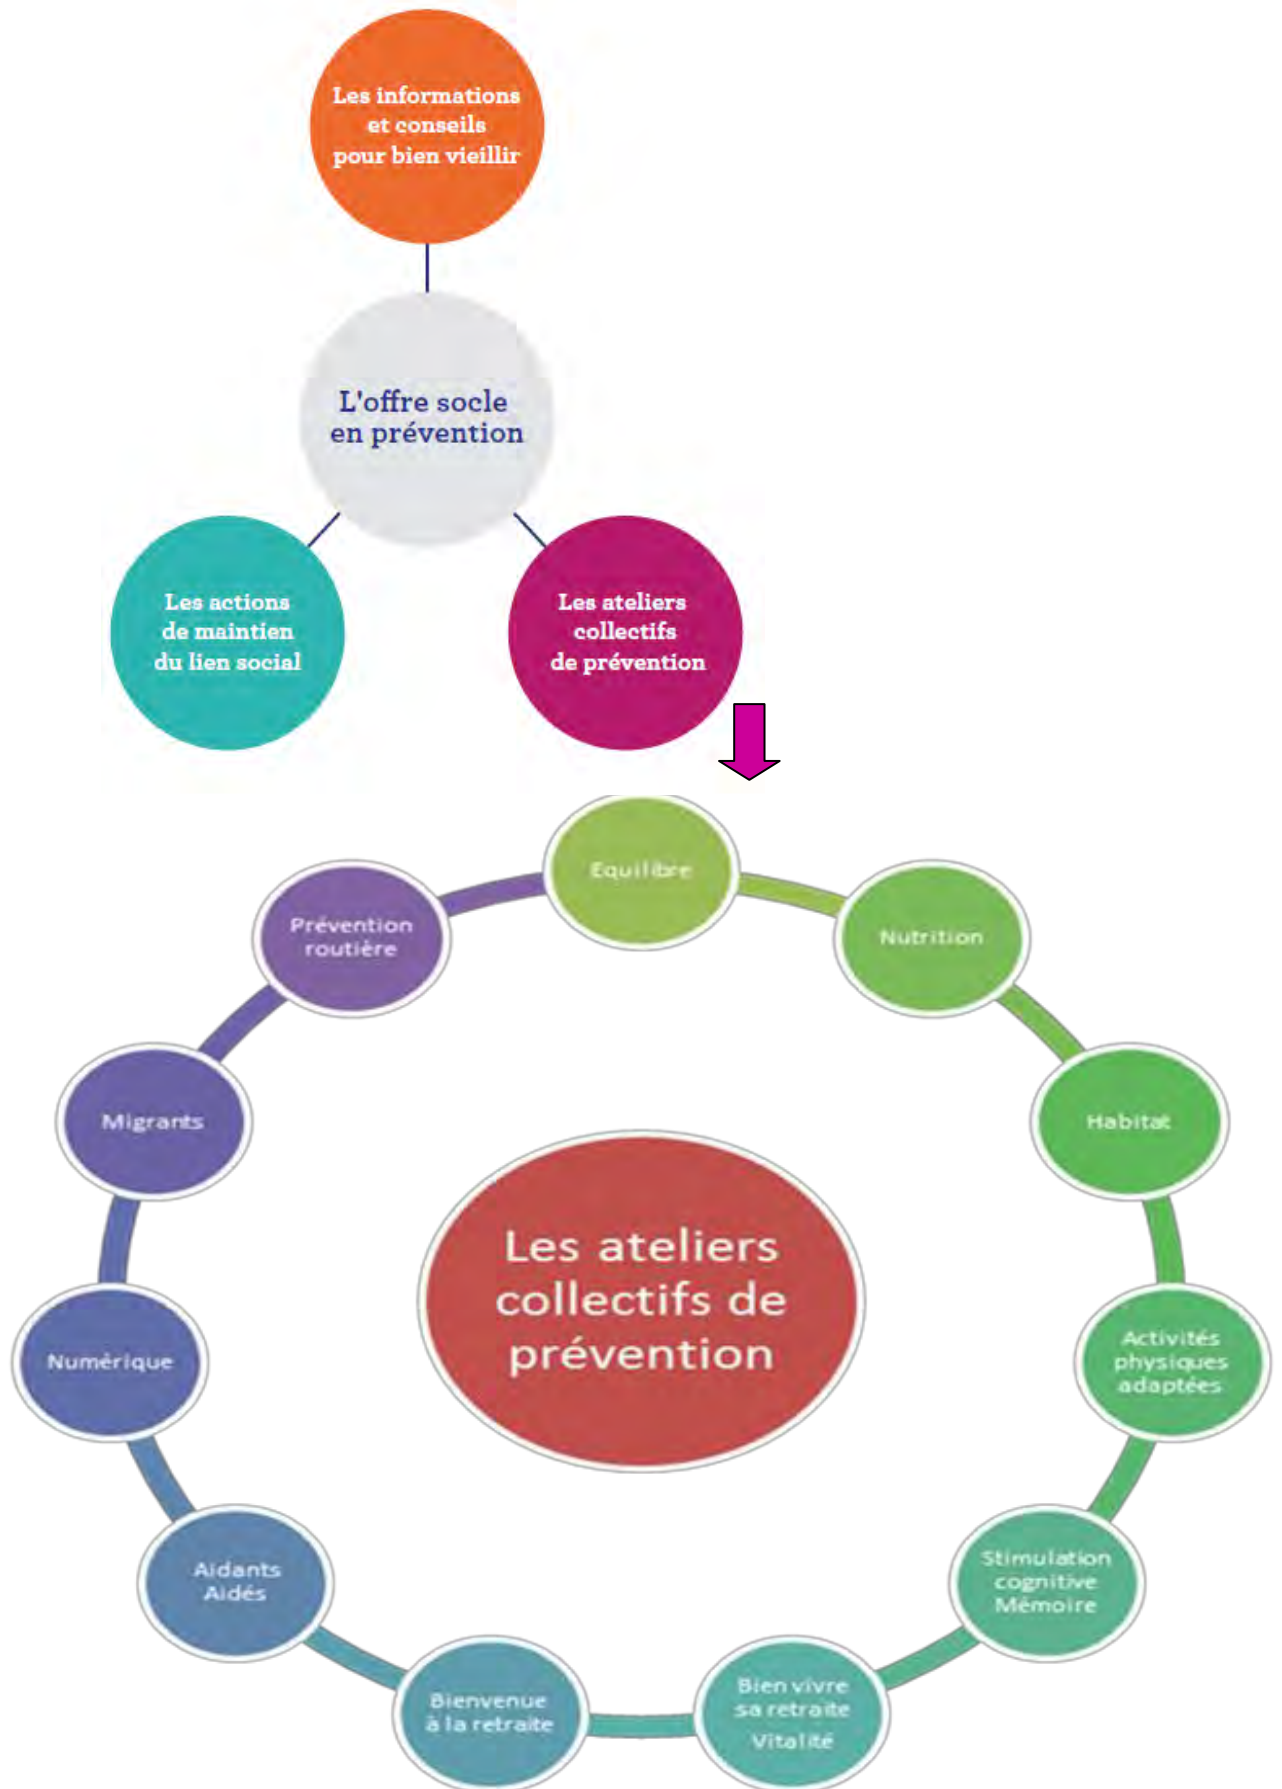 Les informations
et conseils
pour bien vieillir
L'offre socle
en prévention
Les actions
de maintien
du lien social
Les ateliers
collectifs
de prévention
Equilibre
Nutrition
Habitat
Activités
physiques
adaptées
Stimulation
cognitive
Mémoire
Bien vivre
sa retraite
Vitalité
Bienvenue
à la retraite
Aidants
Aidés
Numérique
Migrants
Prévention
routière
Les ateliers
collectifs de
prévention